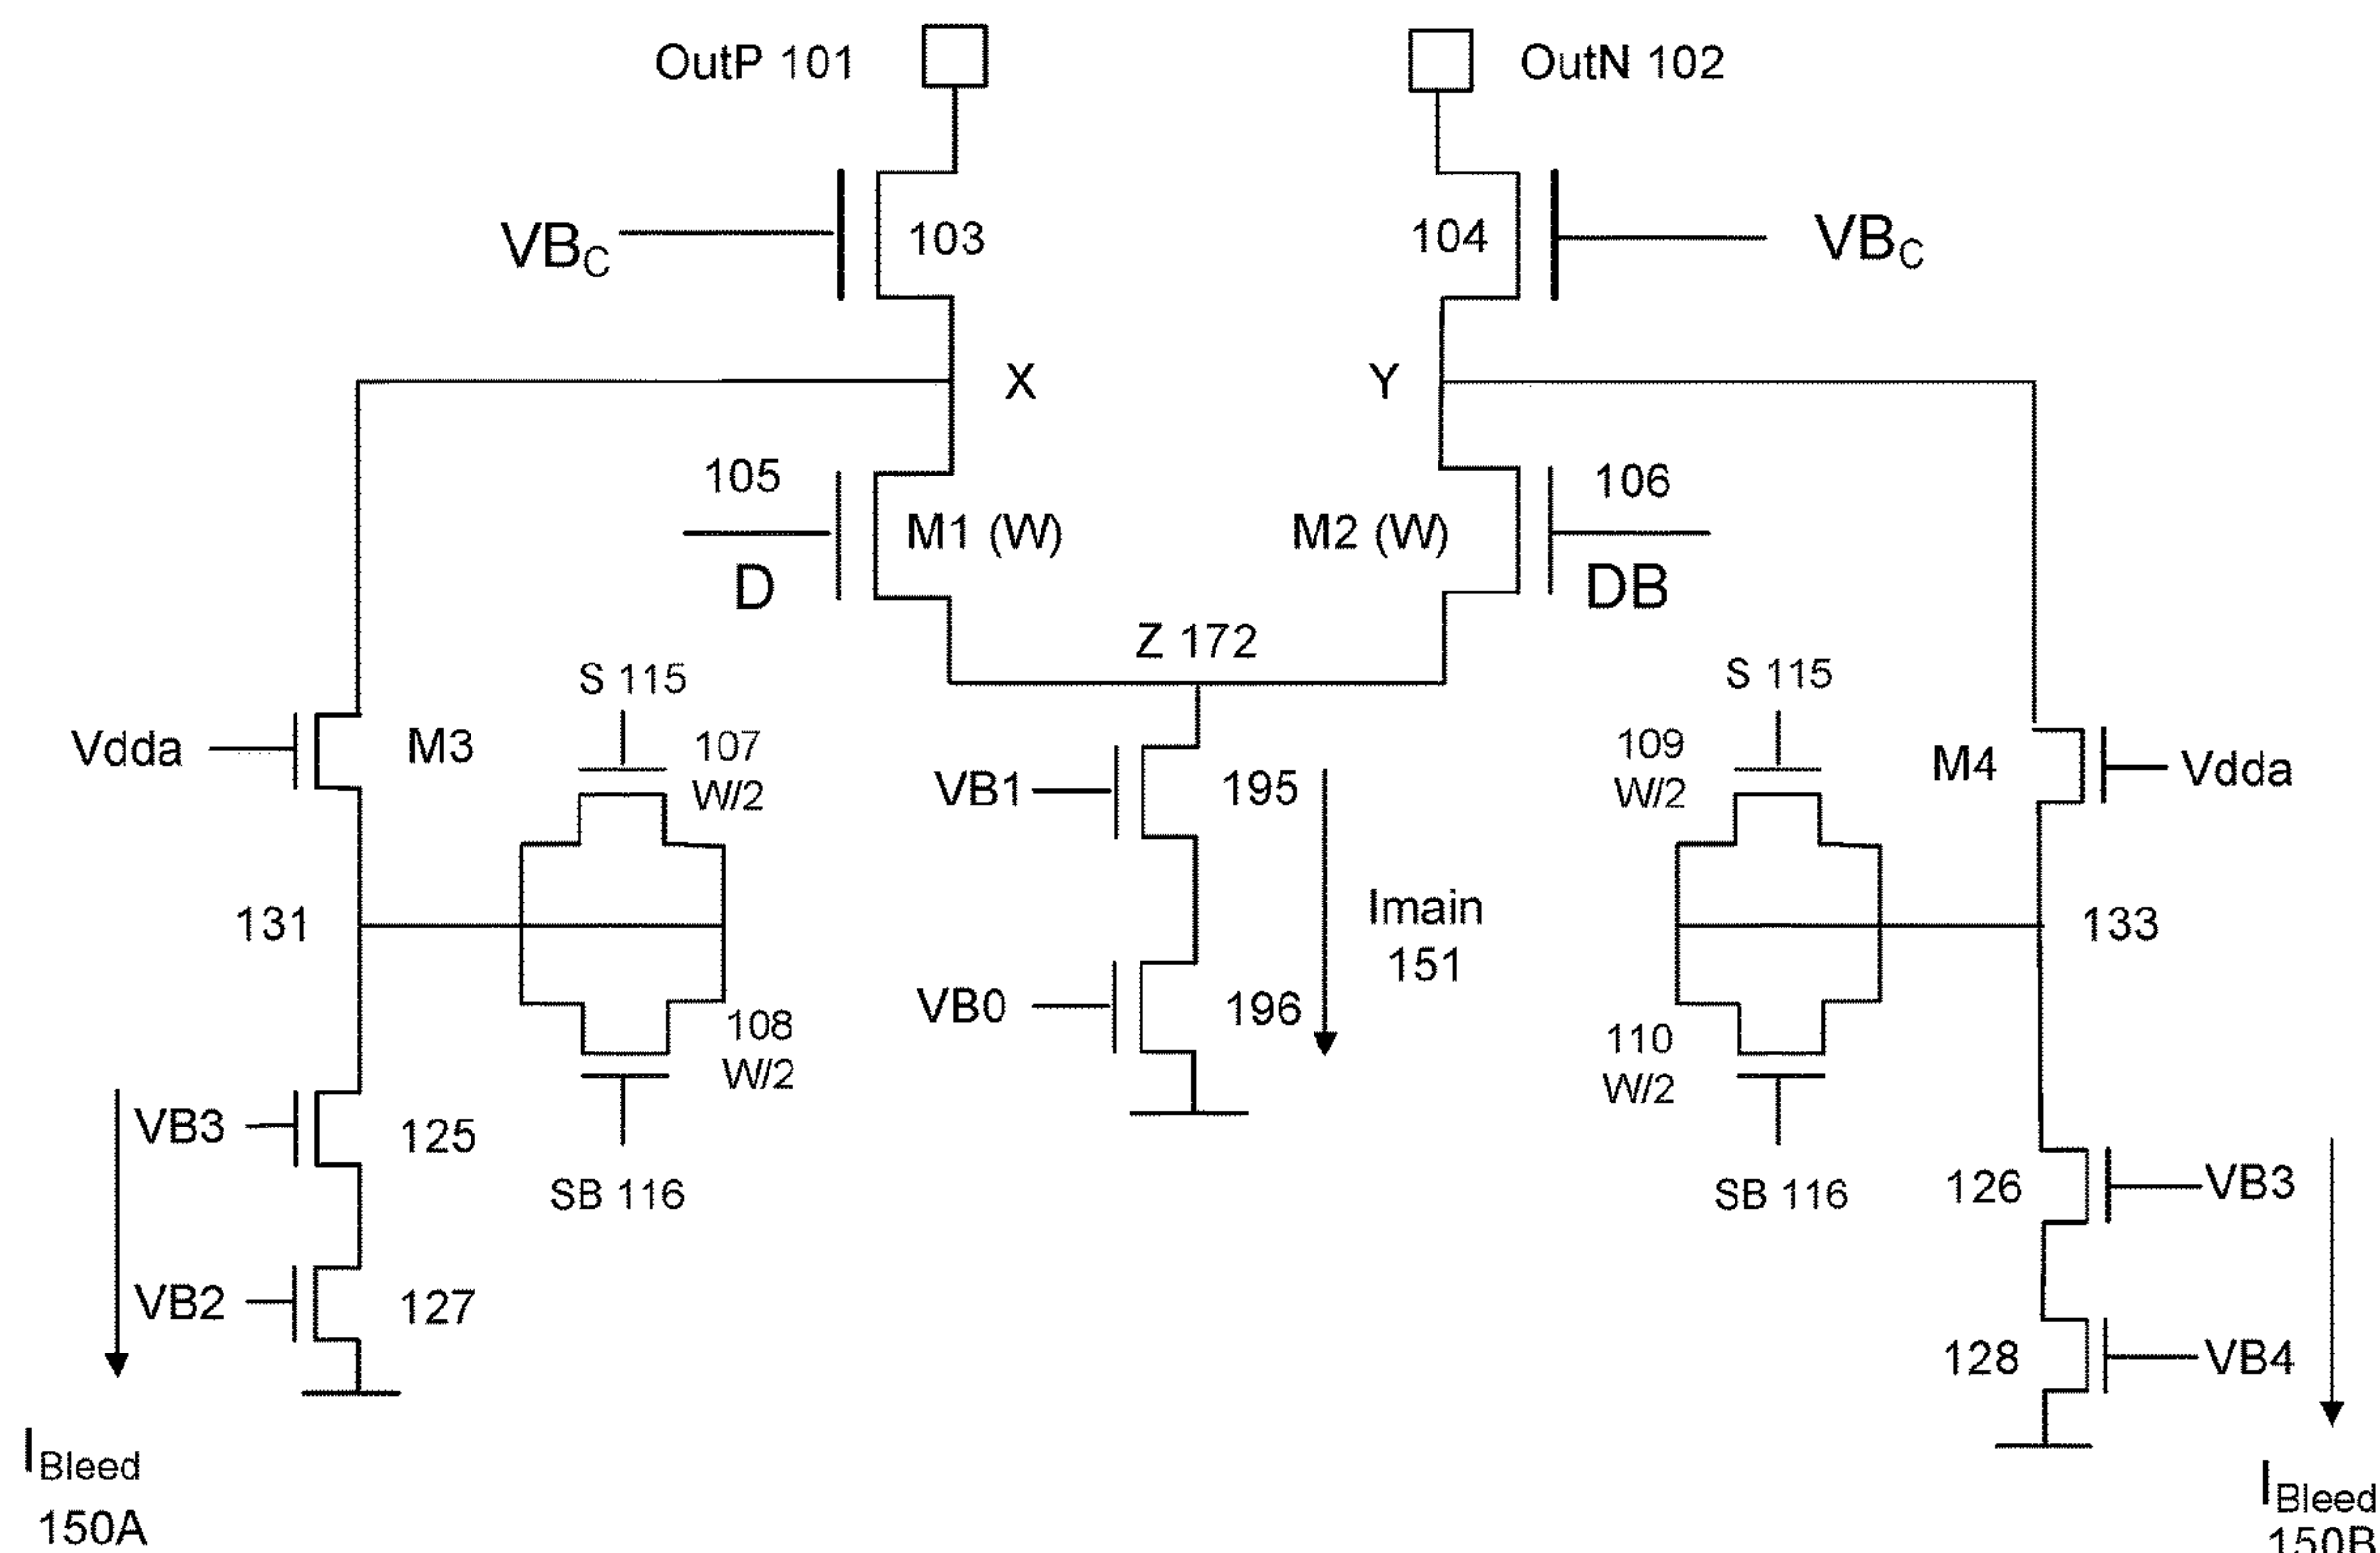 OutP 101
OutN 102
VBC
103
104
VBC
X
Y
105
M1 (W)
D
M2 (W)
106
DB
Z 172
Vdda
M3
S 115
107
W/2
VB1
195
S 115
109
W/2
M4
Vdda
131
Imain
151
133
VB0
196
108
W/2
SB 116
110
W/2
SB 116
VB3
125
126
VB3
VB2
127
128
VB4
IBleed
150A
IBleed
150B